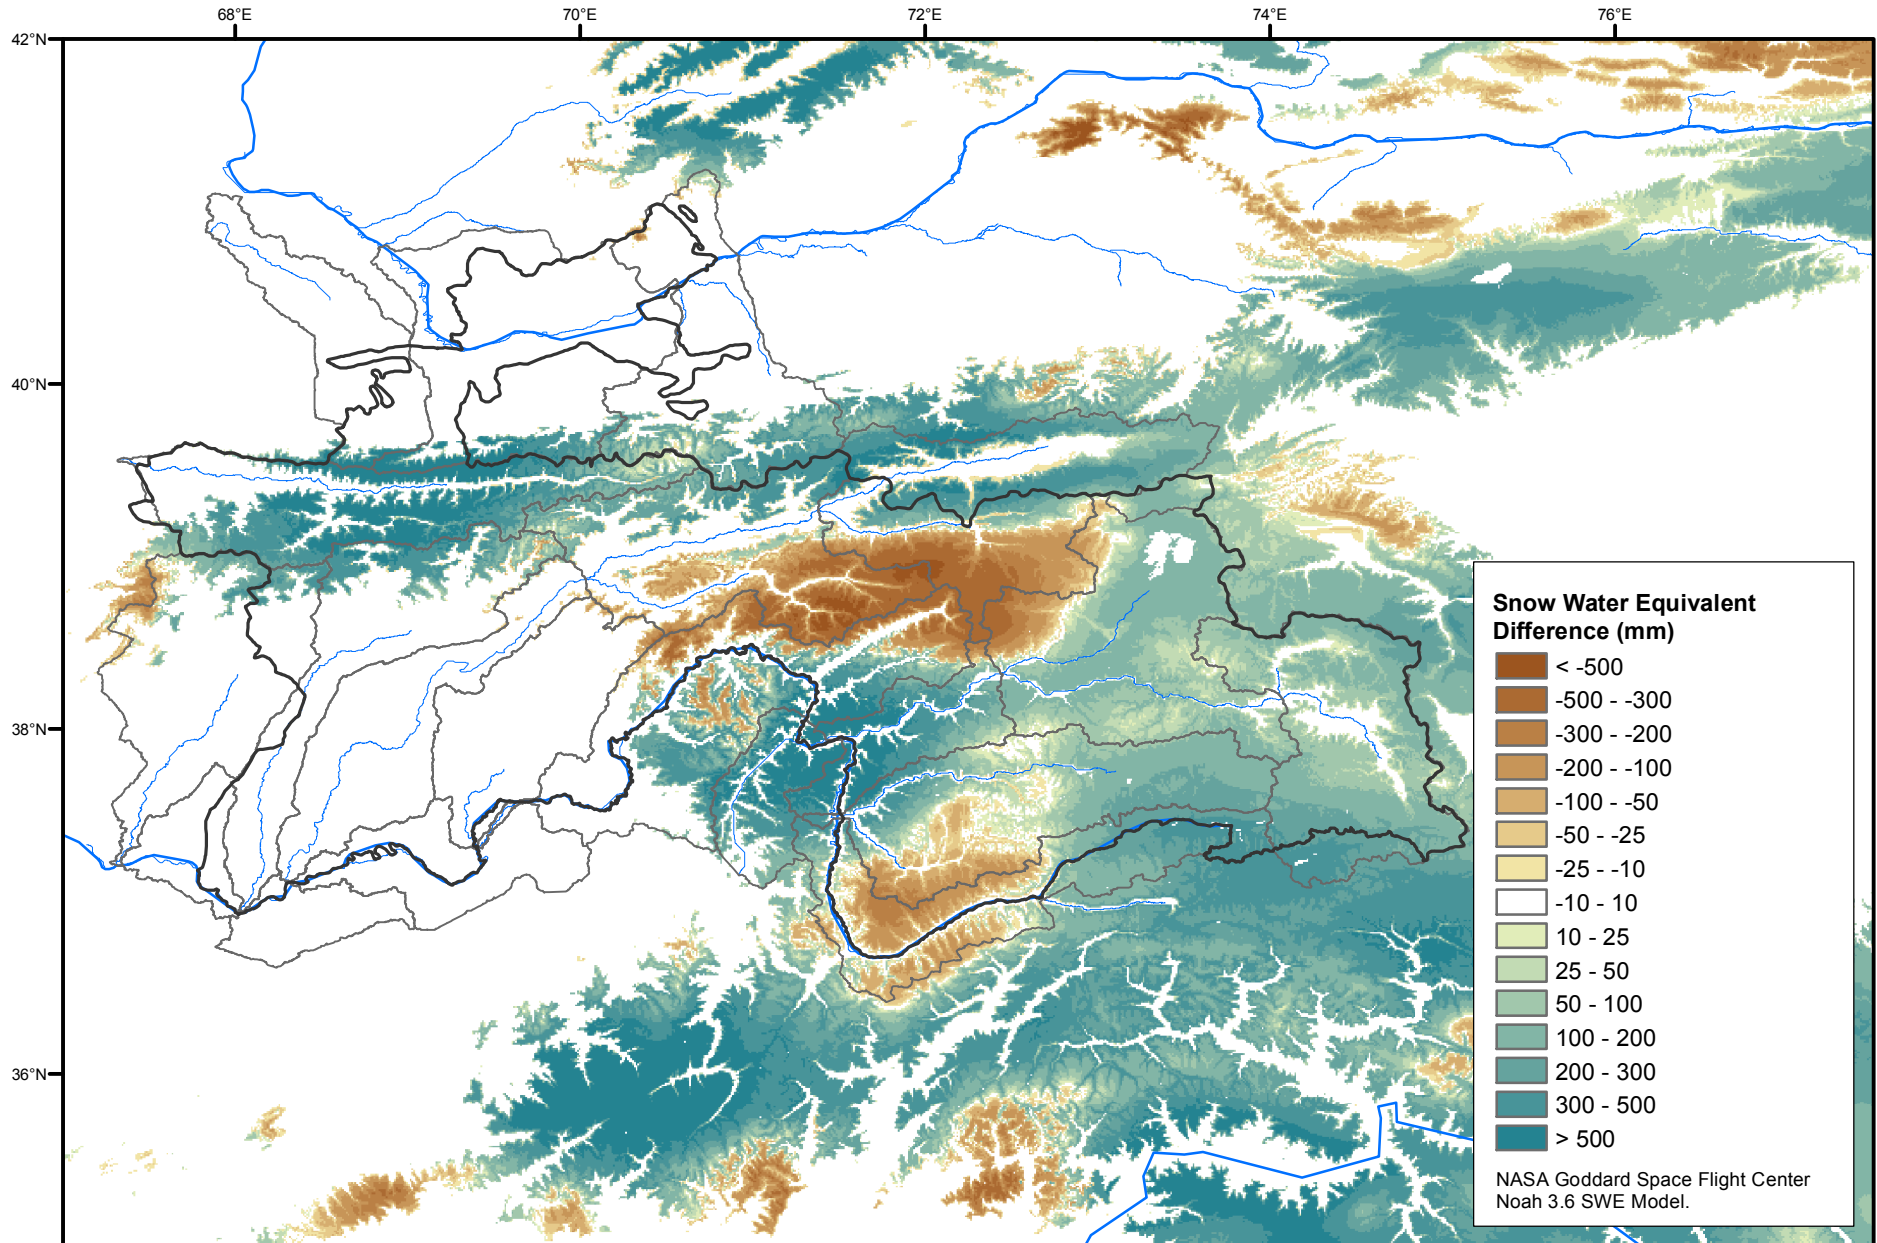 68°E 70°E 72°E 74°E 76°E
42°N
40°N
38°N
36°N
Snow Water Equivalent
Difference (mm)
< -500
-500 - -300
-300 - -200
-200 - -100
-100 - -50
-50 - -25
-25 - -10
-10 - 10
10 - 25
25 - 50
50 - 100
100 - 200
200 - 300
300 - 500
> 500
NASA Goddard Space Flight Center
Noah 3.6 SWE Model.